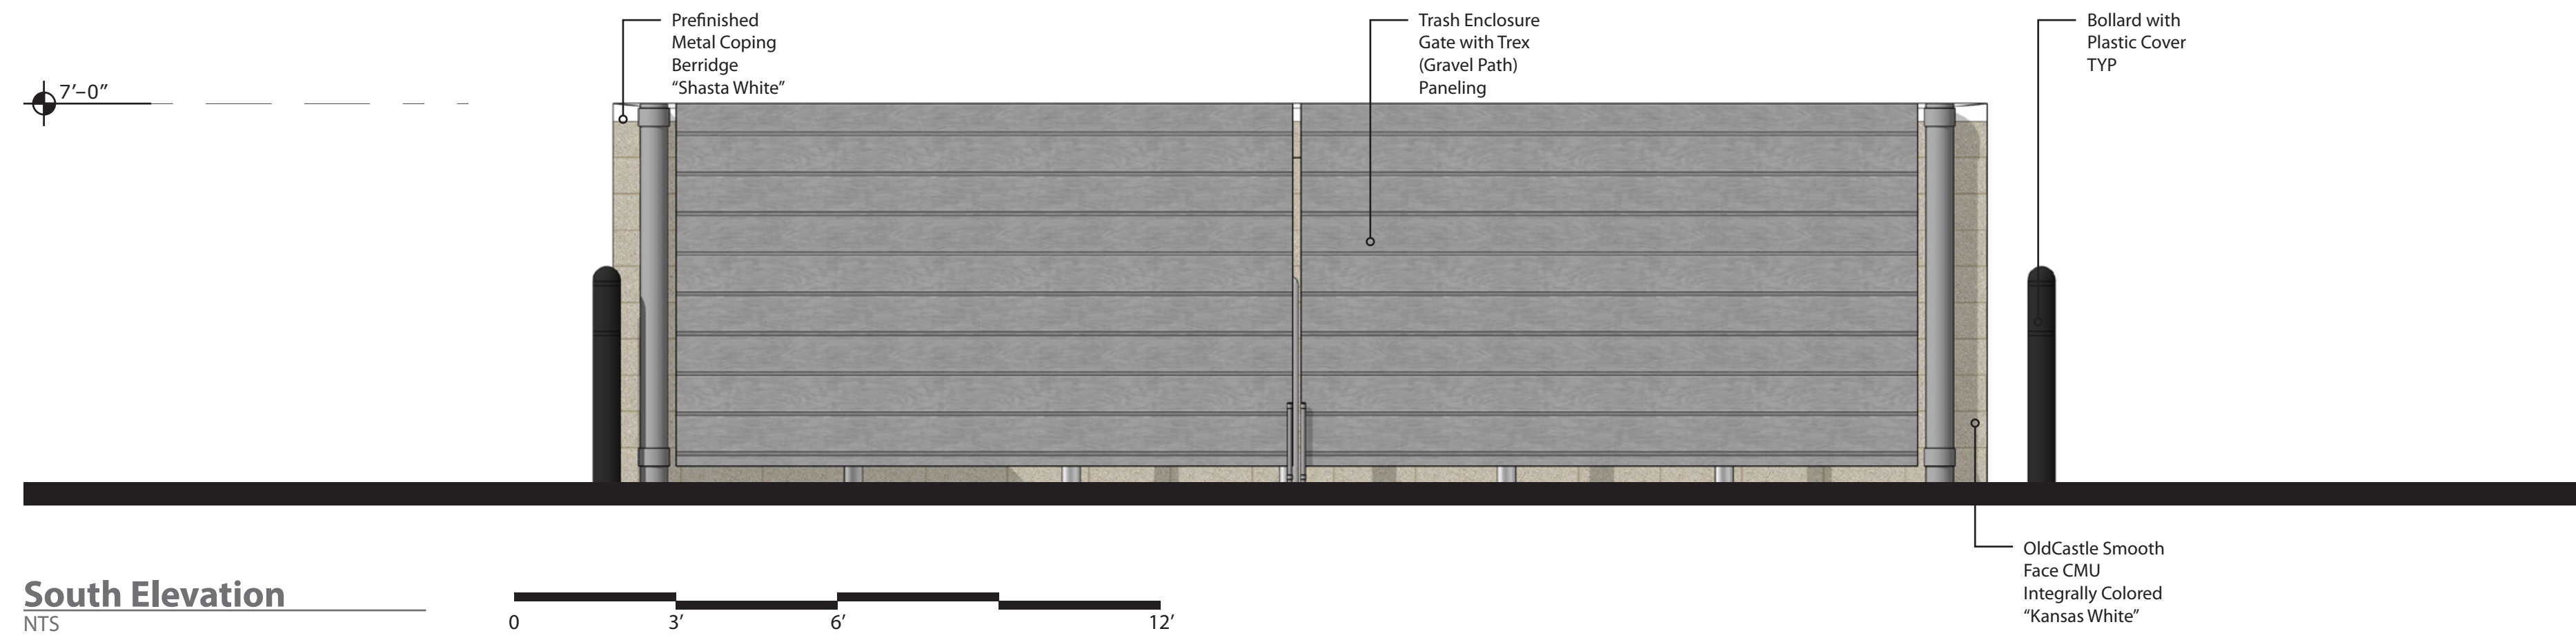 Prefinished
Metal Coping
Berridge
“Shasta White”
Trash Enclosure
Gate with Trex
(Gravel Path)
Paneling
Bollard with
Plastic Cover
TYP
7’–0”
OldCastle Smooth
Face CMU
Integrally Colored
“Kansas White”
South Elevation
NTS
0 3’ 6’ 12’